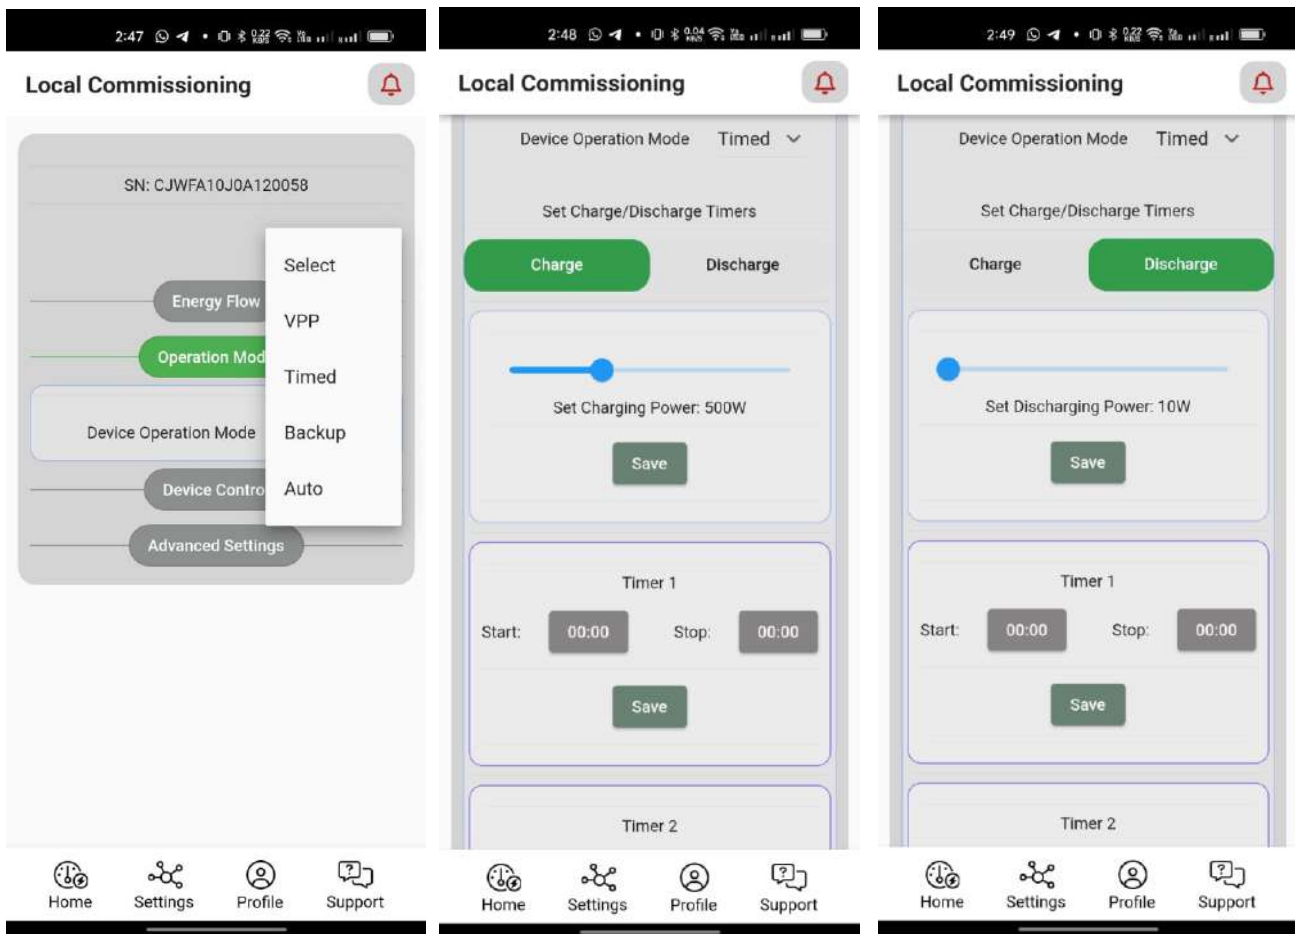 2:47
Local Commissioning
SN: CJWFA10J0A120058
Select
Energy Flow
VPP
Operation Mod
Timed
Device Operation Mode
Backup
Device Contro
Auto
Advanced Settings
Home Settings Profile Support
2:48
Local Commissioning
Device Operation Mode Timed
Set Charge/Discharge Timers
Charge Discharge
Set Charging Power: 500W
Save
Timer 1
Start: 00:00 Stop: 00:00
Save
Timer 2
Home Settings Profile Support
2:49
Local Commissioning
Device Operation Mode Timed
Set Charge/Discharge Timers
Charge Discharge
Set Discharging Power: 10W
Save
Timer 1
Start: 00:00 Stop: 00:00
Save
Timer 2
Home Settings Profile Support